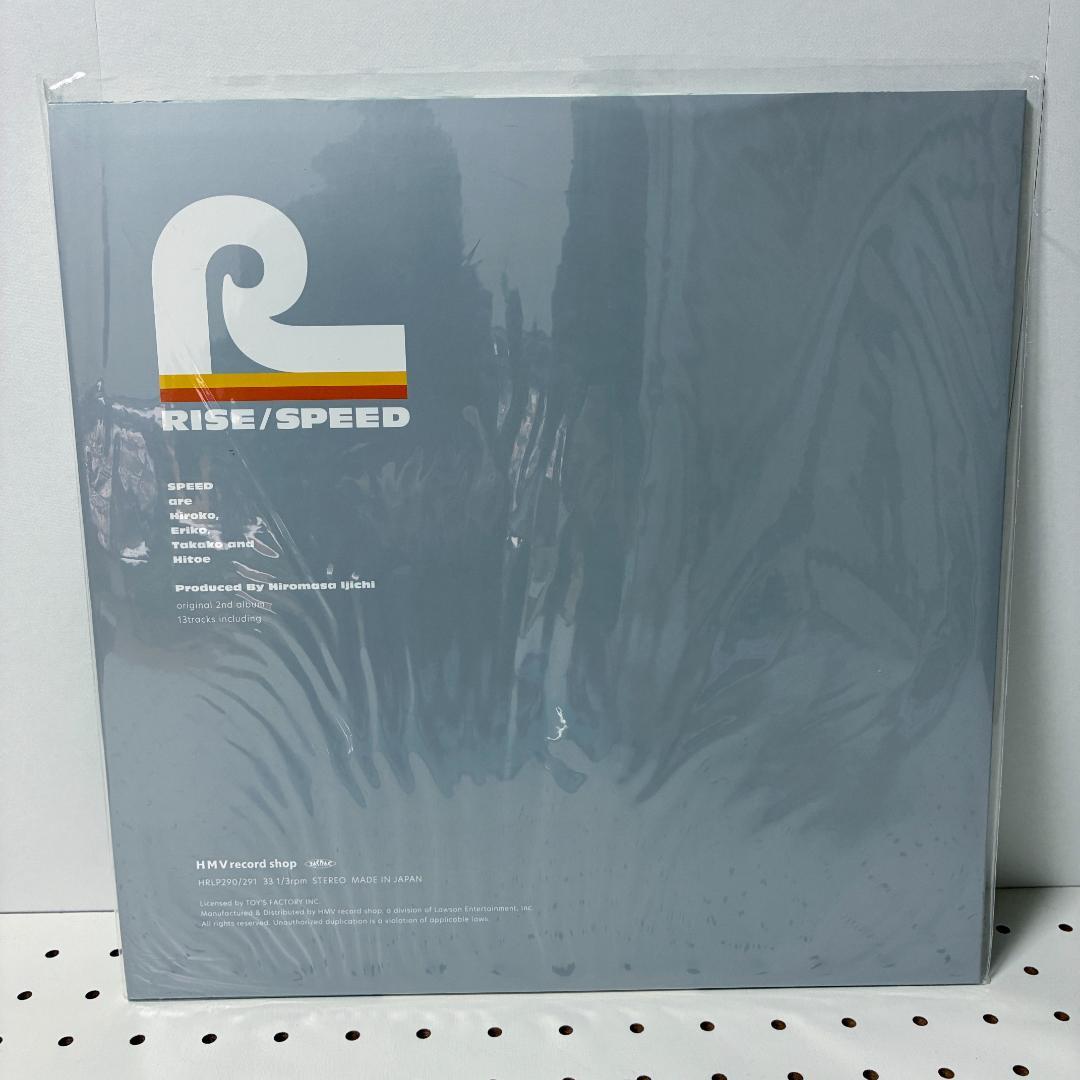 R
RISE/SPEED
SPEED
are
Hiroko,
Eriko,
Takako and
Hitoe
Produced By Hiromasa Ijichi
original 2nd album
13tracks including
HMV record shop
HRLP290/291 33 1/3rpm STEREO MADE IN JAPAN
Licensed by TOY'S FACTORY INC.
Manufactured & Distributed by HMV record shop, a division of Lawson Entertainment, Inc.
All rights reserved. Unauthorized duplication is a violation of applicable laws.